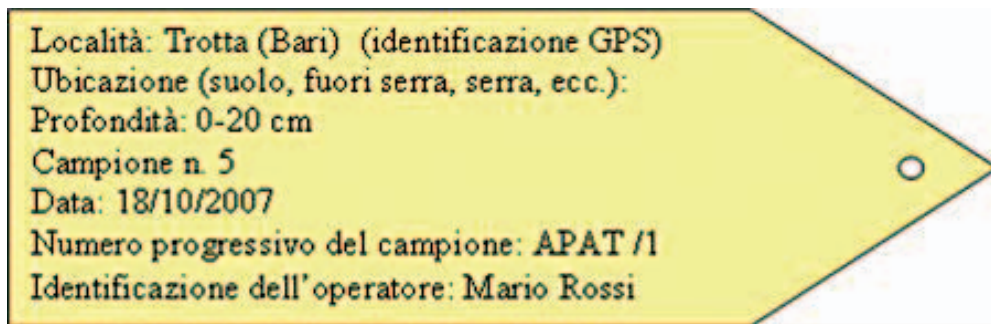 Località: Trotta (Bari) (identificazione GPS)
Ubicazione (suolo, fuori serra, serra, ecc.):
Profondità: 0-20 cm
Campione n. 5
Data: 18/10/2007
Numero progressivo del campione: APAT /1
Identificazione dell'operatore: Mario Rossi